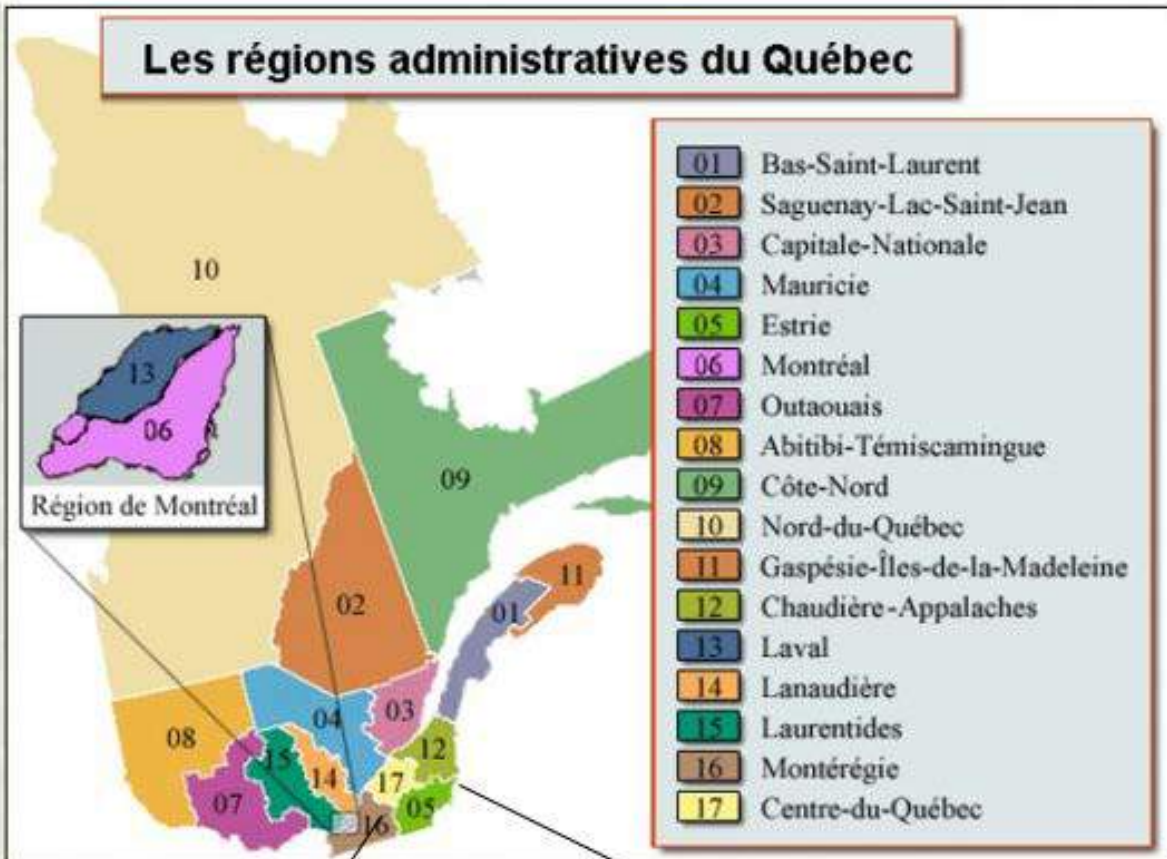 Les régions administratives du Québec
01 Bas-Saint-Laurent
02 Saguenay-Lac-Saint-Jean
03 Capitale-Nationale
04 Mauricie
05 Estrie
06 Montréal
07 Outaouais
08 Abitibi-Témiscamingue
09 Côte-Nord
10 Nord-du-Québec
11 Gaspésie-Îles-de-la-Madeleine
12 Chaudière-Appalaches
13 Laval
14 Lanaudière
15 Laurentides
16 Montérégie
17 Centre-du-Québec
10
13
06
Région de Montréal
09
11
02
01
03
04
08
12
15
14
17
07
05
16